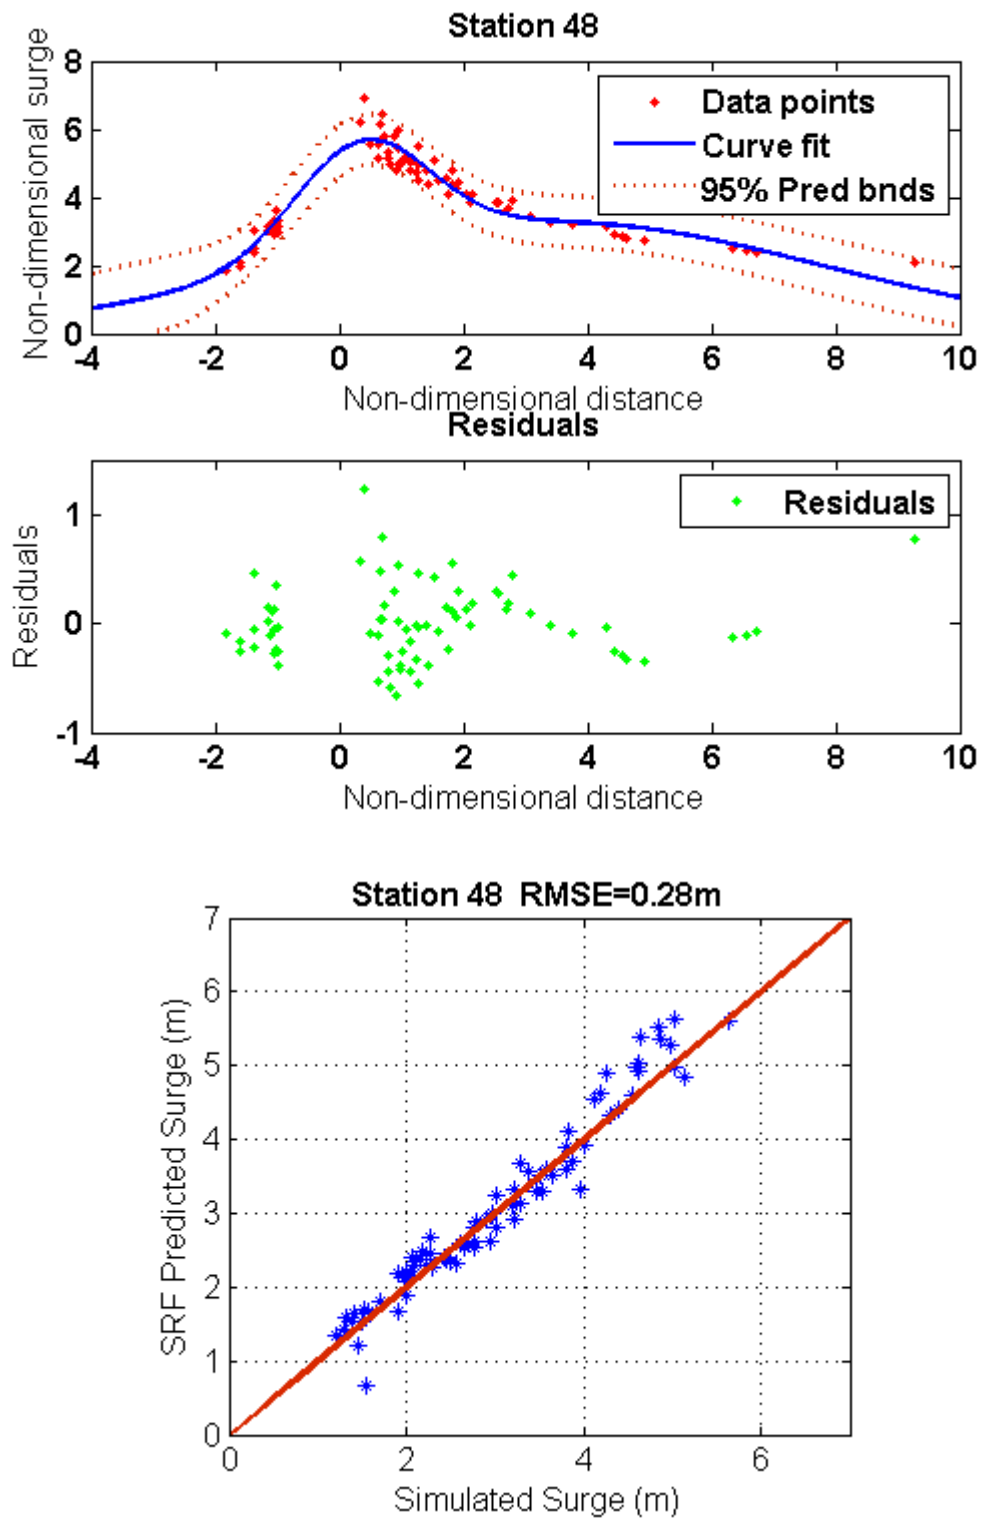 Station 48
Non-dimensional surge
8
6
4
2
0
Data points
Curve fit
95% Pred bnds
-4 -2 0 2 4 6 8 10
Non-dimensional distance
Residuals
Residuals
1
0
-1
Residuals
-4 -2 0 2 4 6 8 10
Non-dimensional distance
Station 48 RMSE=0.28m
SRF Predicted Surge (m)
7
6
5
4
3
2
1
0
0 2 4 6
Simulated Surge (m)